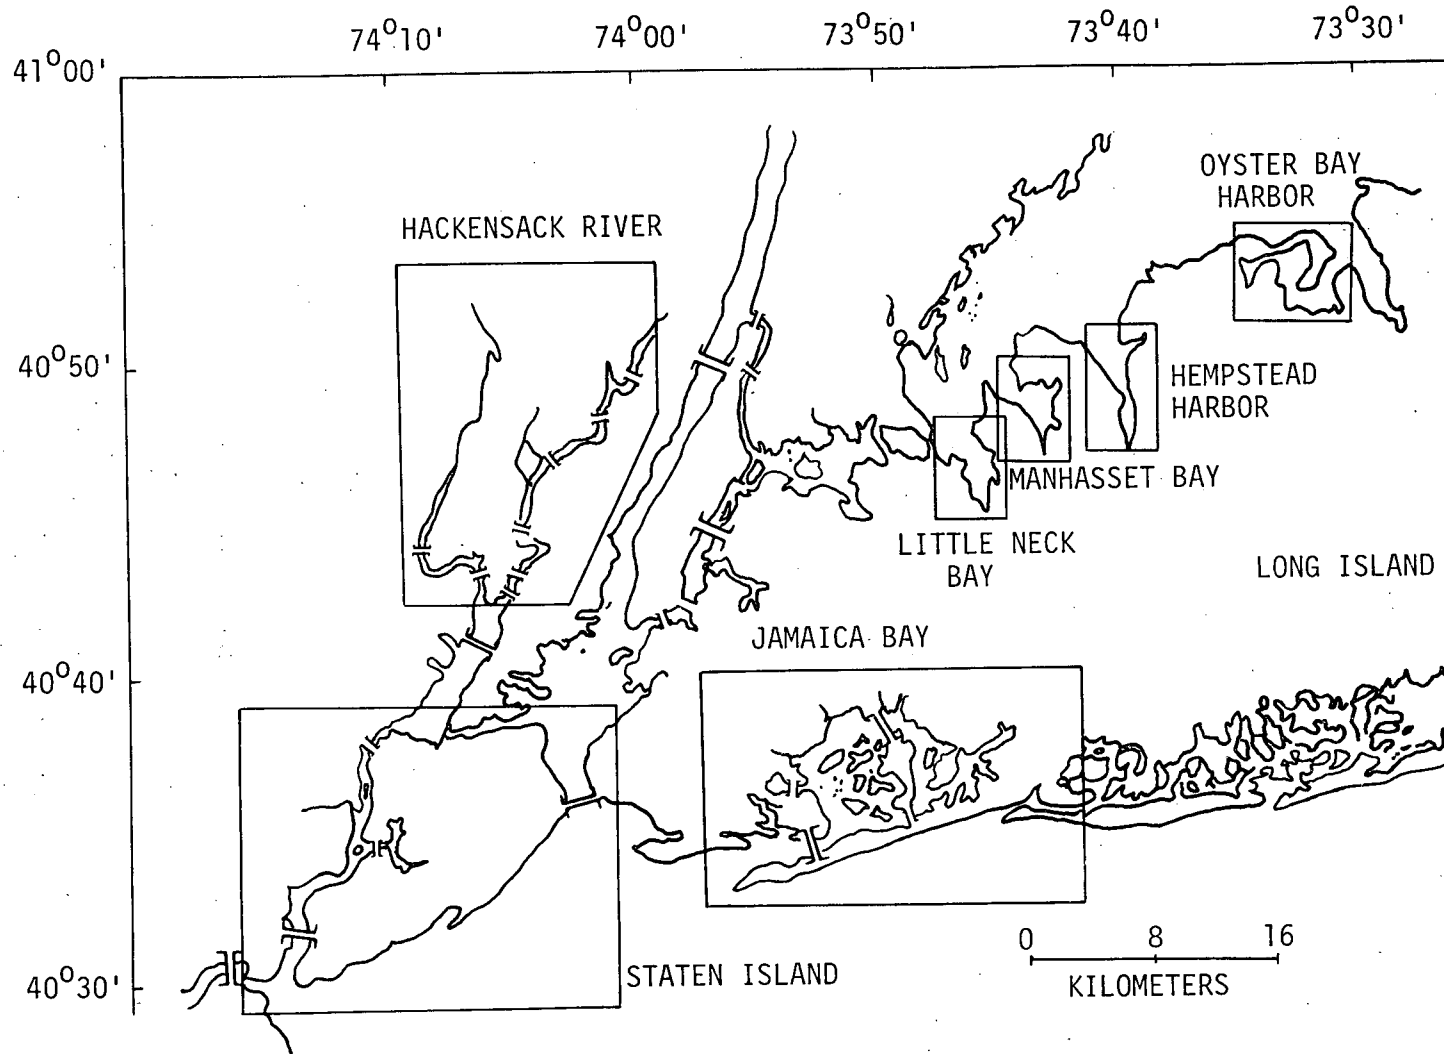 74°10' 74°00' 73°50' 73°40' 73°30'
41°00'
OYSTER BAY
HARBOR
HACKENSACK RIVER
40°50'
HEMPSTEAD
HARBOR
MANHASSET BAY
LITTLE NECK
BAY
LONG ISLAND
JAMAICA BAY
40°40'
0 8 16
KILOMETERS
STATEN ISLAND
40°30'